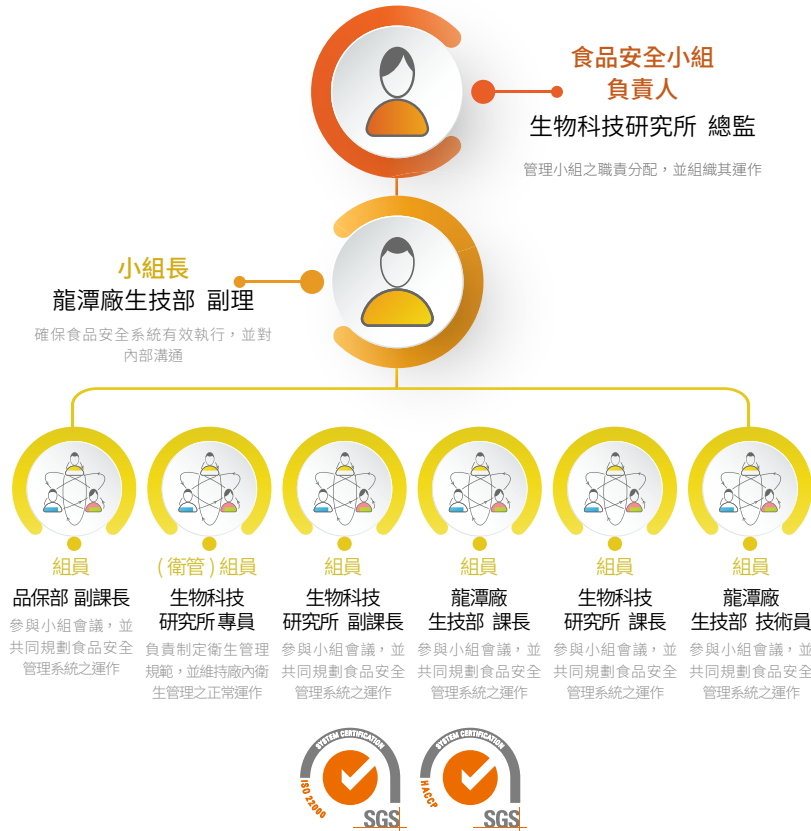 食品安全小組
負責人
生物科技研究所 總監
管理小組之職責分配，並組織其運作
小組長
龍潭廠生技部 副理
確保食品安全系統有效執行，並對
內部溝通
組員
品保部 副課長
參與小組會議，並
共同規劃食品安全
管理系統之運作
(衛管)組員
生物科技
研究所 專員
負責制定衛生管理
規範，並維持廠內衛
生管理之正常運作
組員
生物科技
研究所 副課長
參與小組會議，並
共同規劃食品安全
管理系統之運作
組員
龍潭廠
生技部 課長
參與小組會議，並
共同規劃食品安全
管理系統之運作
組員
生物科技
研究所 課長
參與小組會議，並
共同規劃食品安全
管理系統之運作
組員
龍潭廠
生技部 技術員
參與小組會議，並
共同規劃食品安全
管理系統之運作
SYSTEM CERTIFICATION
ISO 22000
SGS
SYSTEM CERTIFICATION
HACCP
SGS